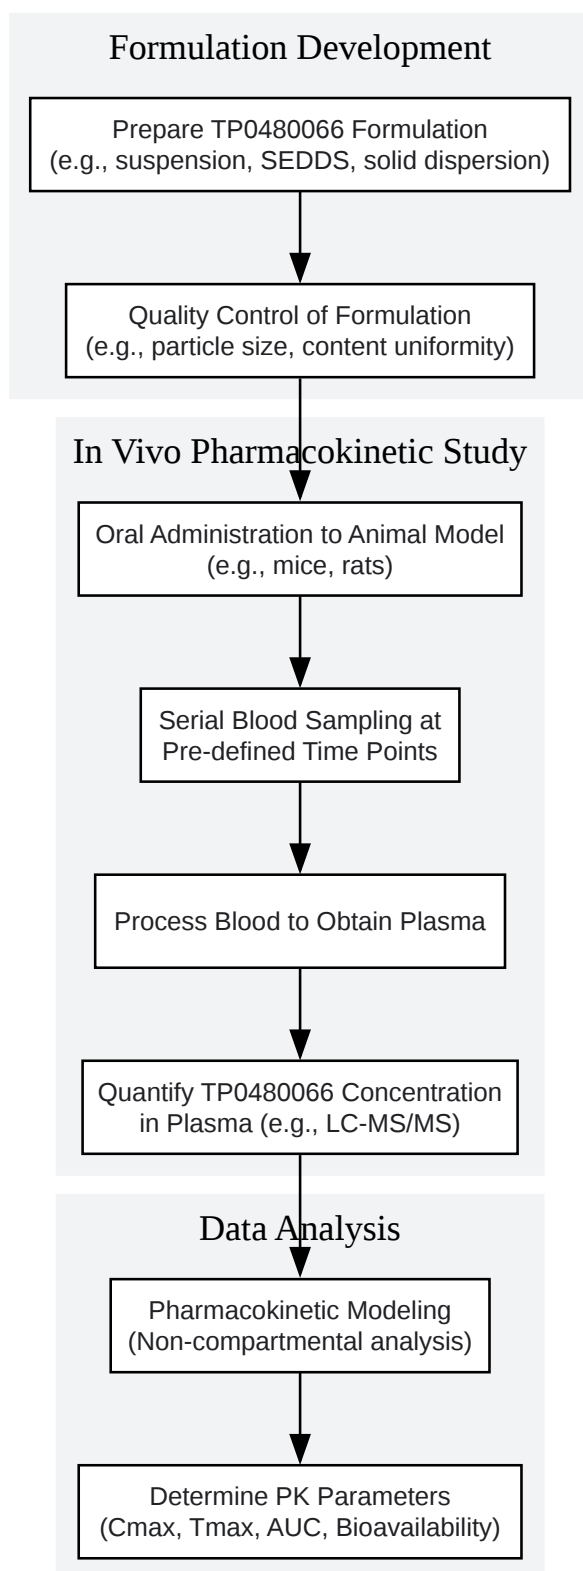 Formulation Development
Prepare TP0480066 Formulation
(e.g., suspension, SEDDS, solid dispersion)
Quality Control of Formulation
(e.g., particle size, content uniformity)
In Vivo Pharmacokinetic Study
Oral Administration to Animal Model
(e.g., mice, rats)
Serial Blood Sampling at
Pre-defined Time Points
Process Blood to Obtain Plasma
Quantify TP0480066 Concentration
in Plasma (e.g., LC-MS/MS)
Data Analysis
Pharmacokinetic Modeling
(Non-compartmental analysis)
Determine PK Parameters
(Cmax, Tmax, AUC, Bioavailability)